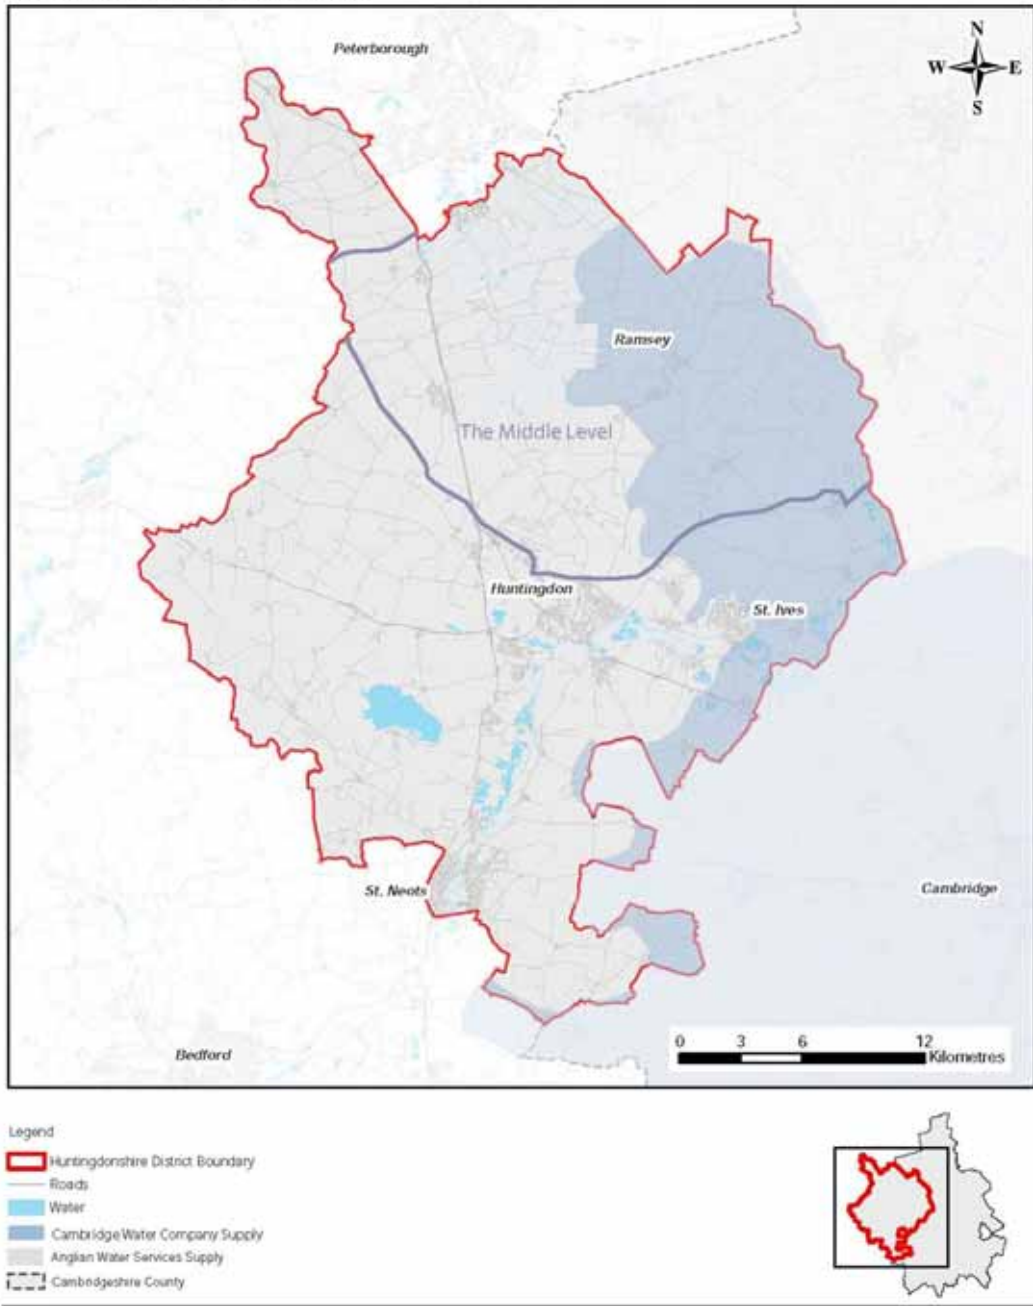 Peterborough
N
W E
S
Ramsey
The Middle Level
Huntingdon
St. Ives
St. Neots
Cambridge
Bedford
0 3 6 12
Kilometres
Legend
Huntingdonshire District Boundary
Roads
Water
Cambridge Water Company Supply
Anglian Water Services Supply
Cambridgeshire County